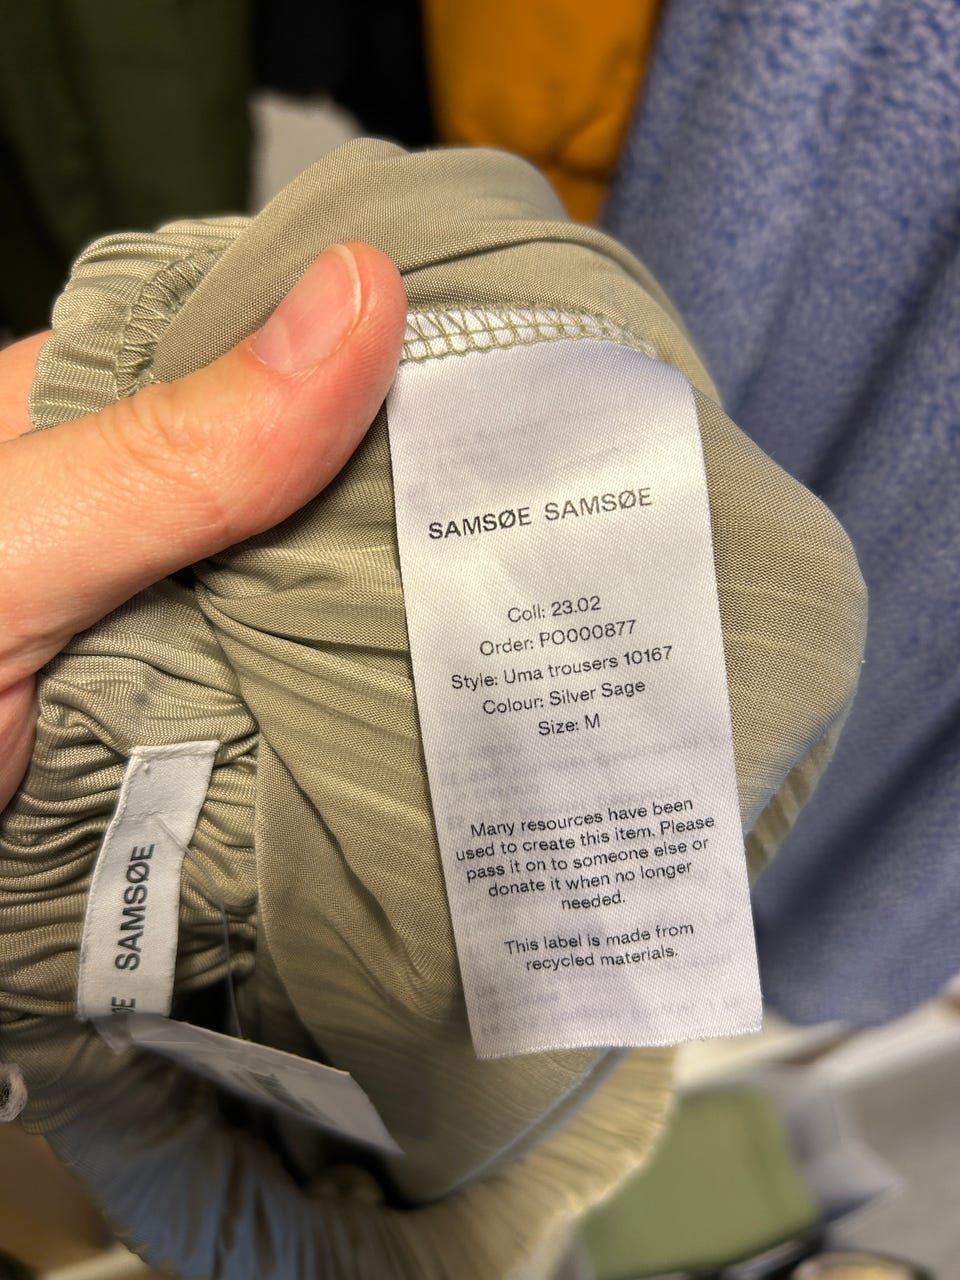 SAMSØE SAMSØE
Coll: 23.02
Order: PO000877
Style: Uma trousers 10167
Colour: Silver Sage
Size: M
Many resources have been
used to create this item. Please
pass it on to someone else or
donate it when no longer
needed.
This label is made from
recycled materials.
ØE SAMSØE